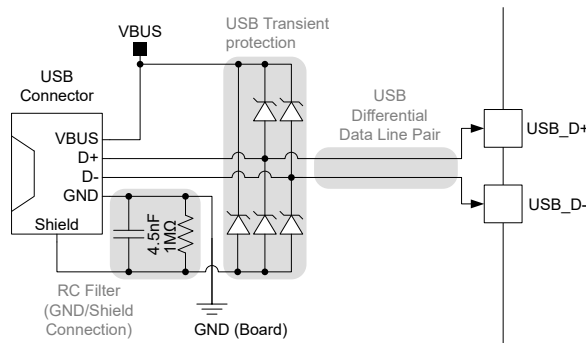 VBUS
USB Transient
protection
USB
Connector
USB
Differential
Data Line Pair
VBUS
D+
D-
GND
Shield
USB_D+
USB_D-
4.5nF
1MΩ
RC Filter
(GND/Shield
Connection)
GND (Board)